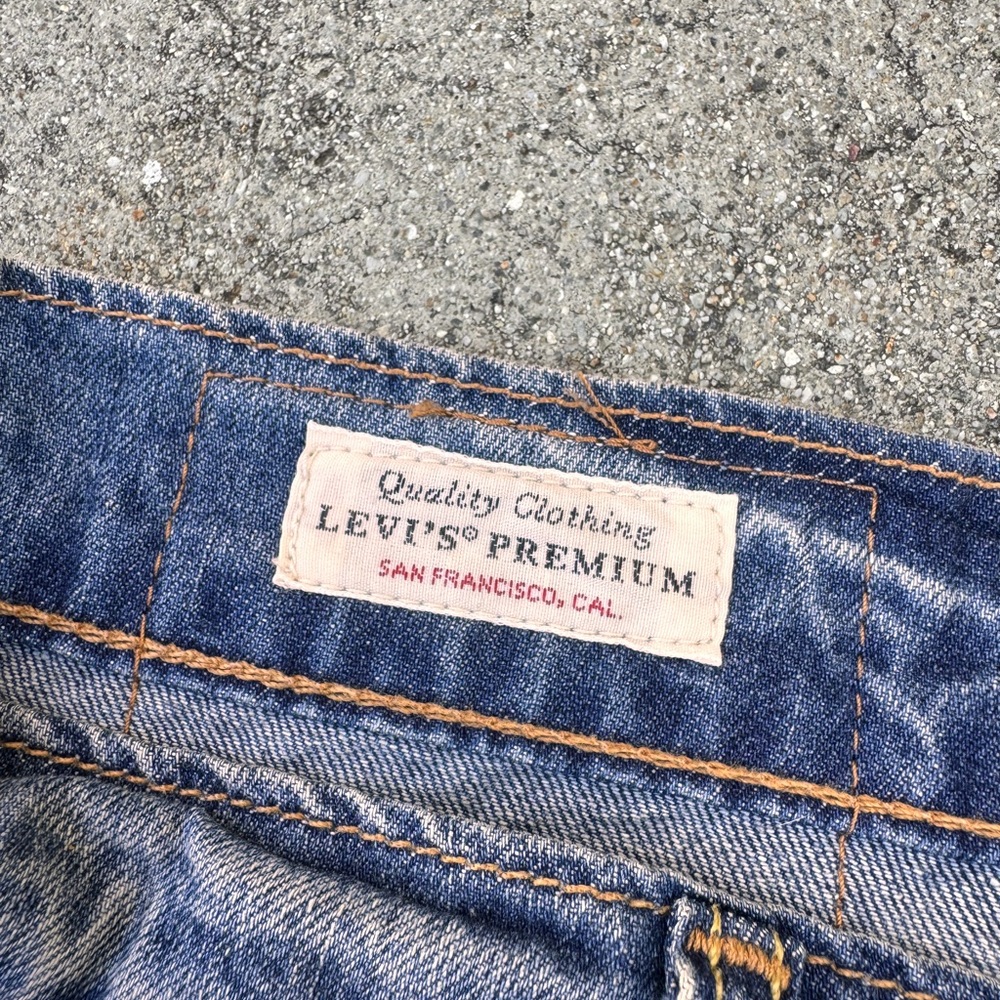 Quality Clothing
LEVI'S® PREMIUM
SAN FRANCISCO, CAL.